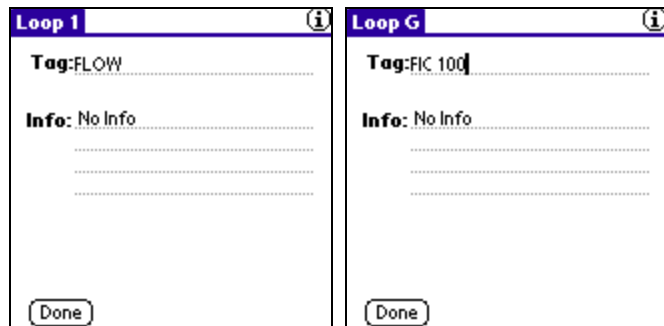 Loop 1
Tag: FLOW
Info: No Info
Done
Loop G
Tag: FIC 100
Info: No Info
Done